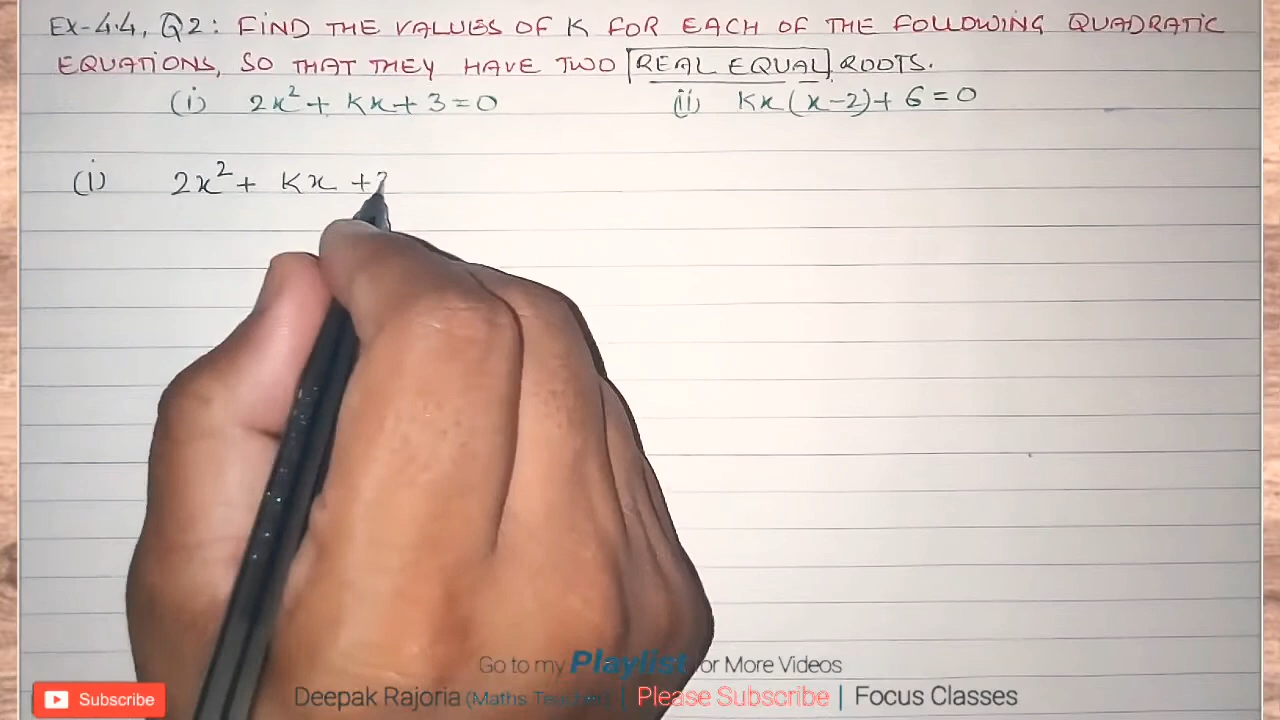 EX-4.4, Q2: FIND THE VALUES OF K FOR EACH OF THE FOLLOWING QUADRATIC
EQUATIONS, SO THAT THEY HAVE TWO REAL EQUAL ROOTS.
(i) 2x² + Kx + 3 = 0 (ii) Kx(x-2) + 6 = 0
(i) 2x² + Kx +
Go to my Playlist for More Videos
Subscribe
Deepak Rajoria (Maths Teacher) | Please Subscribe | Focus Classes